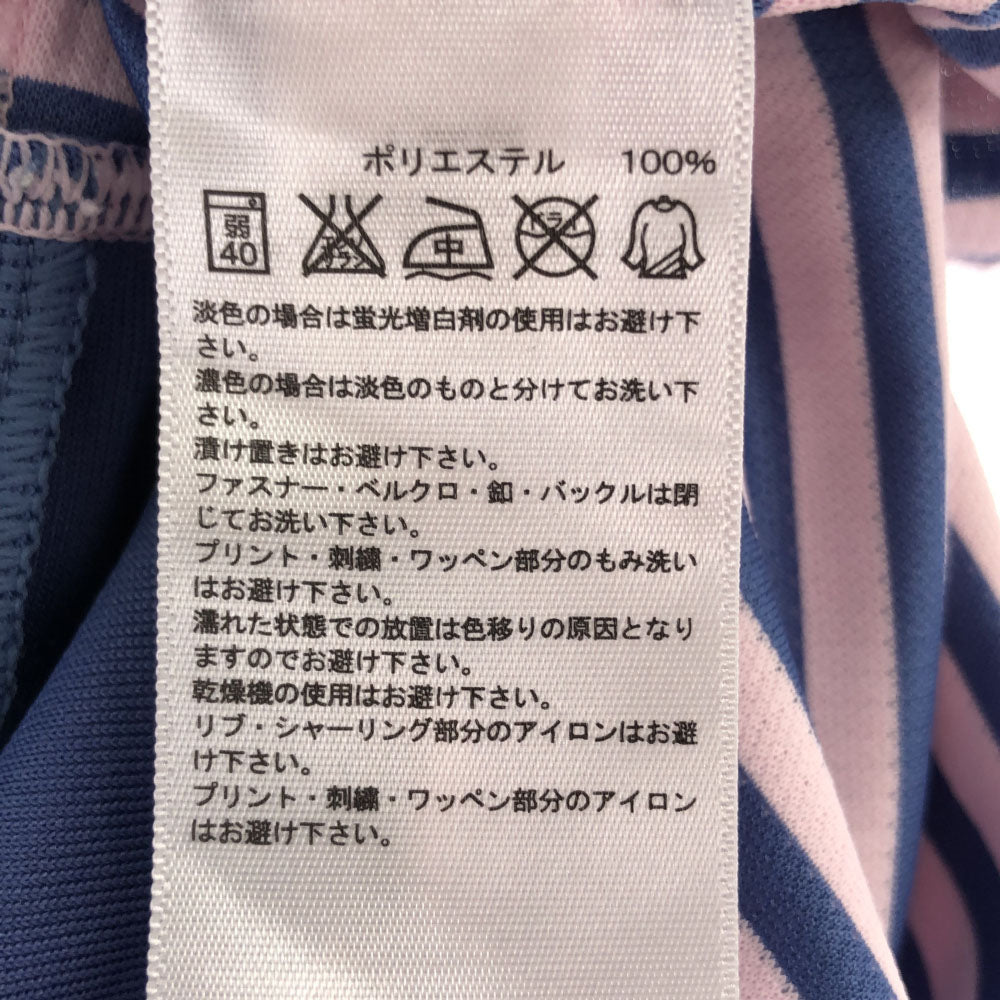 ポリエステル 100%
弱 40 エンソサラシ 中 ドライ
淡色の場合は蛍光増白剤の使用はお避け下
さい。
濃色の場合は淡色のものと分けてお洗い下
さい。
漬け置きはお避け下さい。
ファスナー・ベルクロ・釦・バックルは閉
じてお洗い下さい。
プリント・刺繍・ワッペン部分のもみ洗い
はお避け下さい。
濡れた状態での放置は色移りの原因となり
ますのでお避け下さい。
乾燥機の使用はお避け下さい。
リブ・シャーリング部分のアイロンはお避
け下さい。
プリント・刺繍・ワッペン部分のアイロン
はお避け下さい。